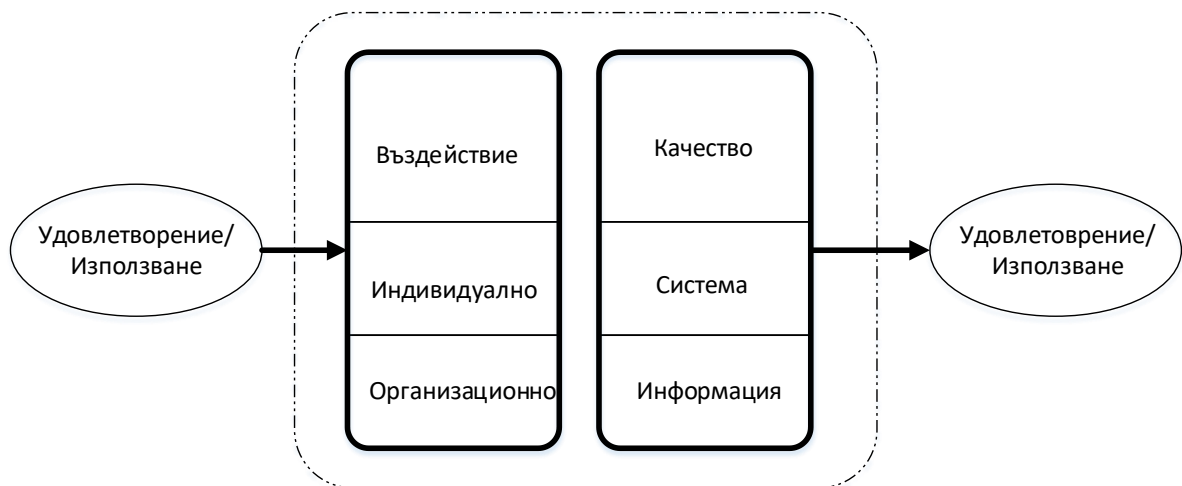 Удовлетворение/
Използване
Въздействие
Индивидуално
Организационно
Качество
Система
Информация
Удовлетоврение/
Използване